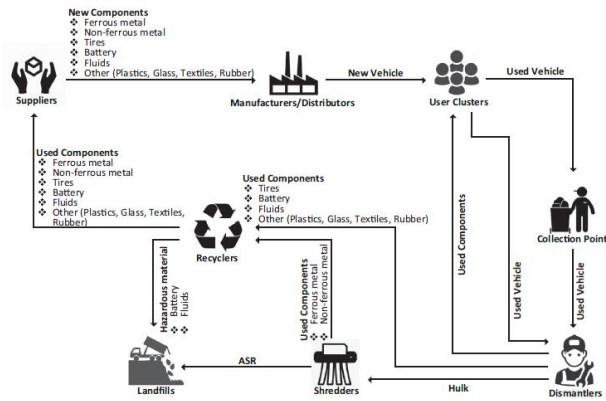 New Components
❖ Ferrous metal
❖ Non-ferrous metal
❖ Tires
❖ Battery
❖ Fluids
❖ Other (Plastics, Glass, Textiles, Rubber)
Suppliers
Manufacturers/Distributors
New Vehicle
User Clusters
Used Vehicle
Used Components
❖ Ferrous metal
❖ Non-ferrous metal
❖ Tires
❖ Battery
❖ Fluids
❖ Other (Plastics, Glass, Textiles,
Rubber)
Used Components
❖ Tires
❖ Battery
❖ Fluids
❖ Other (Plastics, Glass, Textiles, Rubber)
Recyclers
Used Components
Used Vehicle
Collection Point
Used Vehicle
Hazardous material
❖ Battery
❖ Fluids
Used Components
❖ Ferrous metal
❖ Non-ferrous metal
ASR
Landfills
Shredders
Hulk
Dismantlers